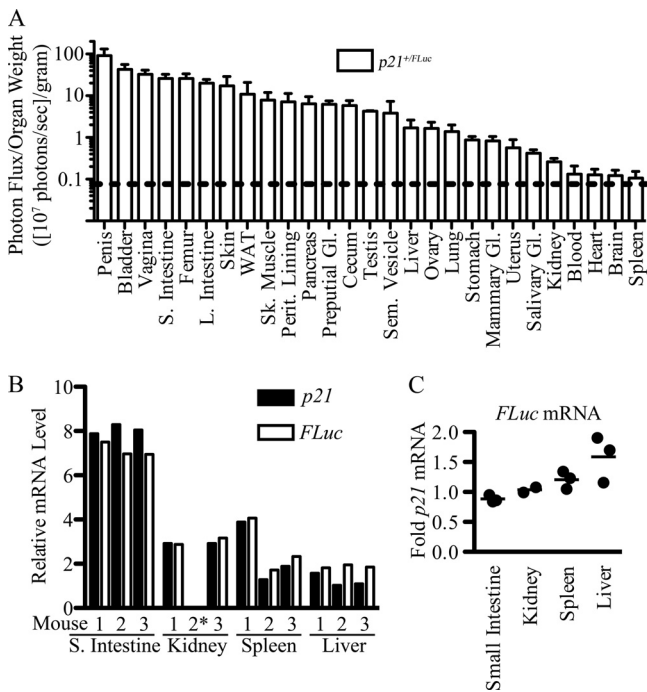 A
Photon Flux/Organ Weight
([10⁷ photons/sec]/gram)
100
10
1
0.1
p21+/FLuc
Penis
Bladder
Vagina
S. Intestine
Femur
L. Intestine
Skin
WAT
Sk. Muscle
Perit. Lining
Pancreas
Preputial Gl.
Cecum
Testis
Sem. Vesicle
Liver
Ovary
Lung
Stomach
Mammary Gl.
Uterus
Salivary Gl.
Kidney
Blood
Heart
Brain
Spleen
B
Relative mRNA Level
10
8
6
4
2
0
p21
FLuc
Mouse 1 2 3 1 2* 3 1 2 3 1 2 3
S. Intestine Kidney Spleen Liver
C
FLuc mRNA
Fold p21 mRNA
2.0
1.5
1.0
0.5
0.0
Small Intestine
Kidney
Spleen
Liver